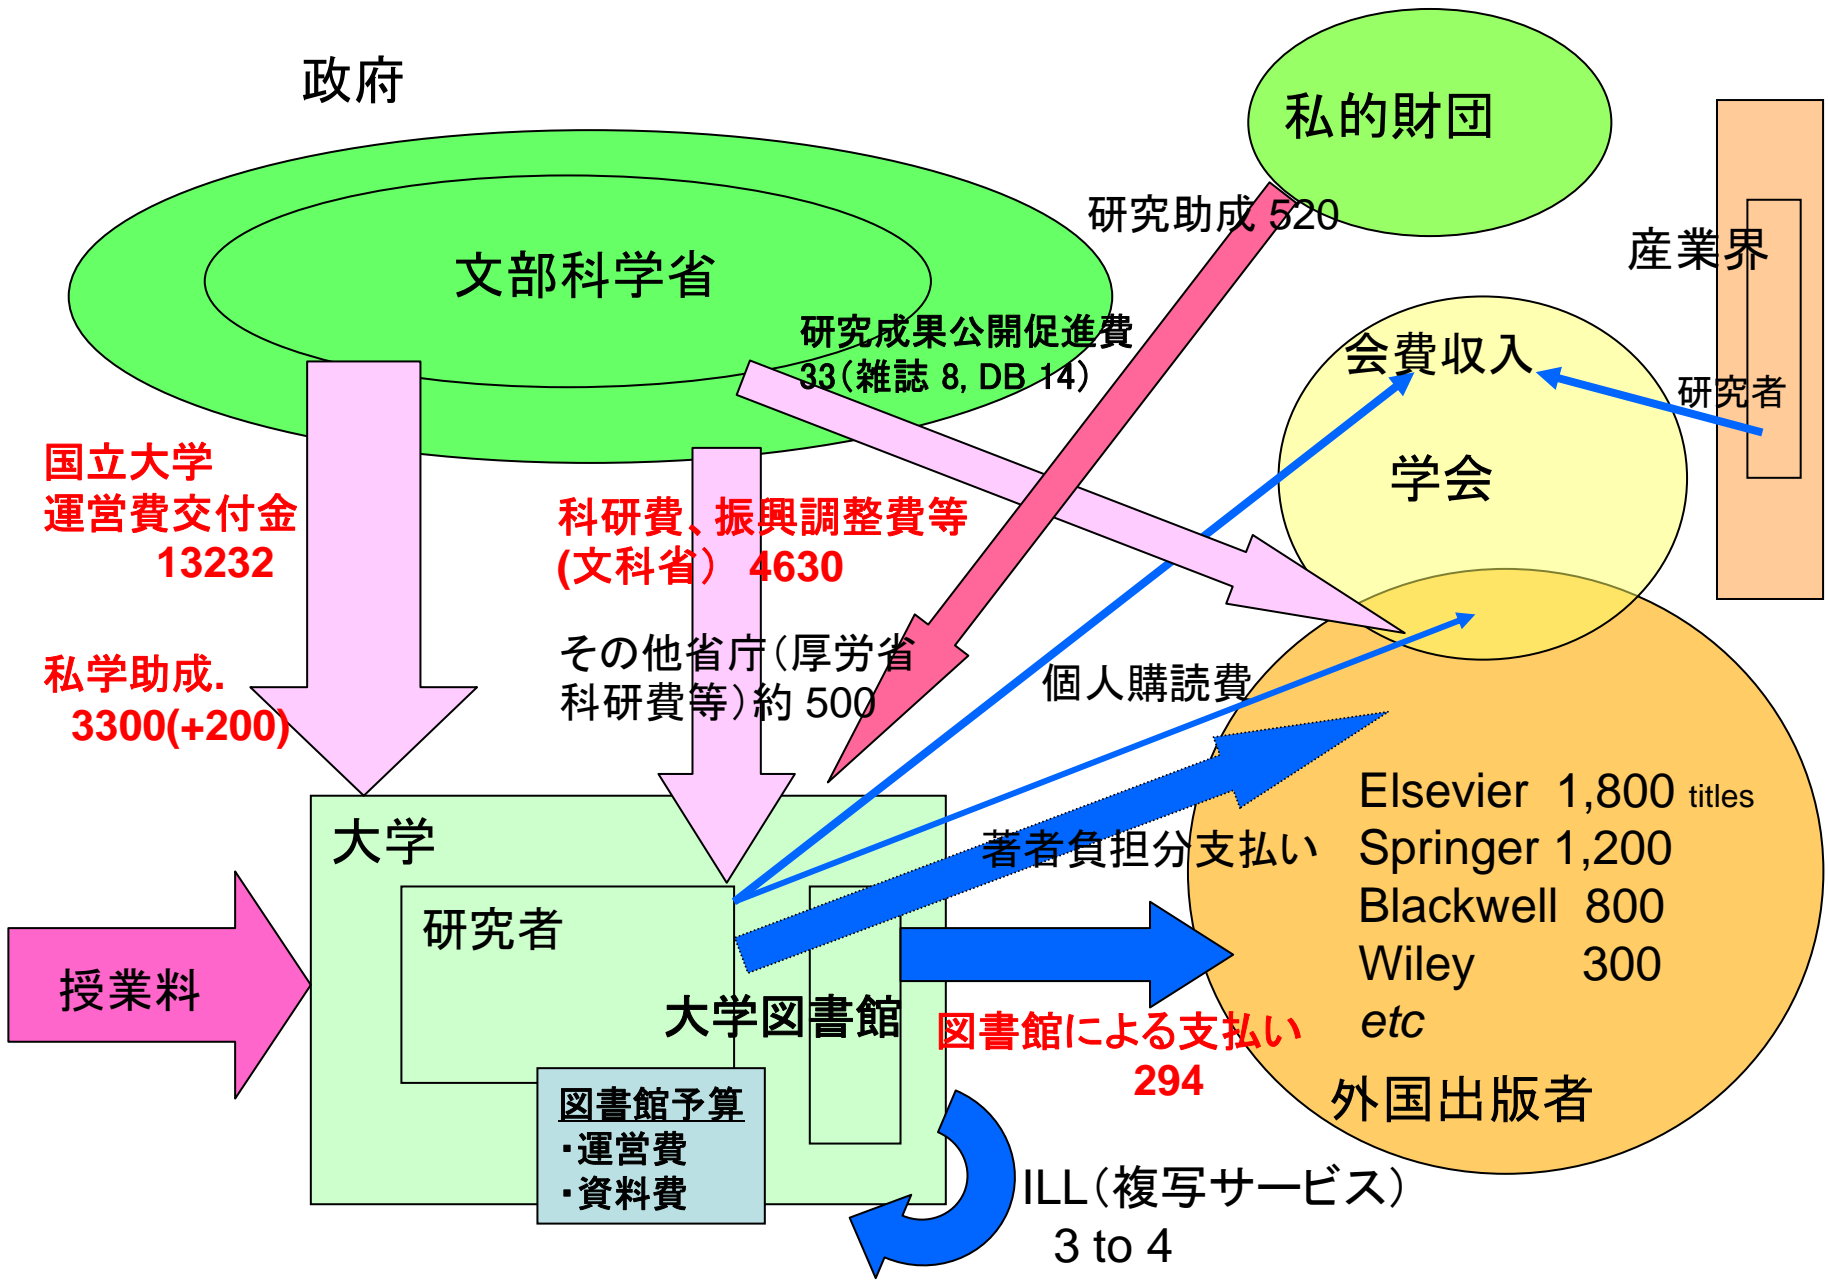 政府
私的財団
研究助成 520
産業界
文部科学省
研究成果公開促進費
33(雑誌 8, DB 14)
会費収入
研究者
国立大学
運営費交付金
13232
科研費、振興調整費等
(文科省) 4630
学会
私学助成.
3300(+200)
その他省庁(厚労省
科研費等)約 500
個人購読費
大学
著者負担分支払い
Elsevier 1,800 titles
Springer 1,200
Blackwell 800
Wiley 300
etc
外国出版者
研究者
授業料
大学図書館
図書館による支払い
294
図書館予算
・運営費
・資料費
ILL(複写サービス)
3 to 4